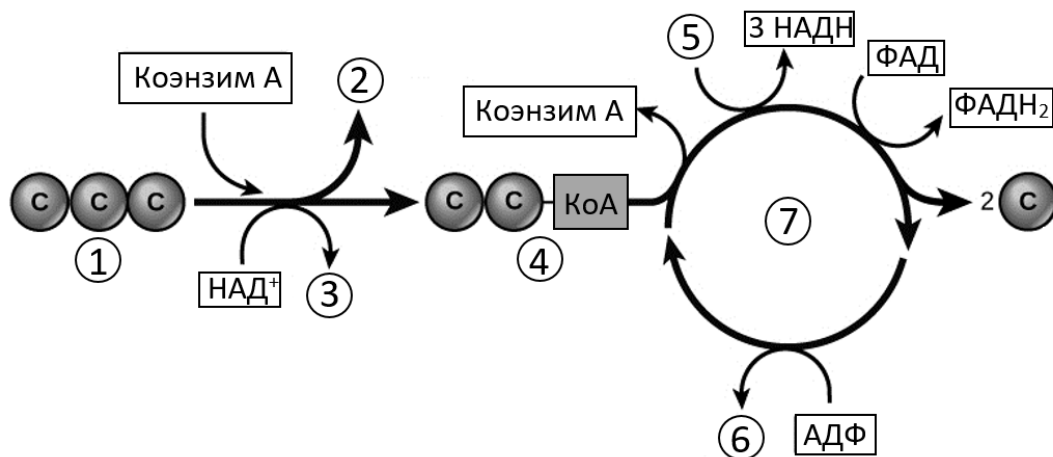 Коэнзим А
2
5
3 НАДН
ФАД
ФАДН₂
Коэнзим А
С С С
1
НАД⁺
3
С С КоА
4
7
2 С
6
АДФ